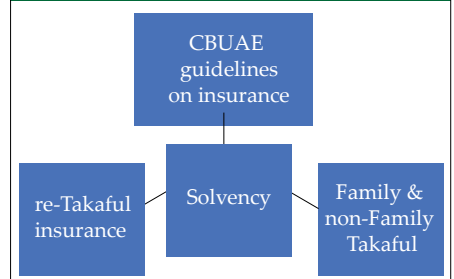 CBUAE
guidelines
on insurance
re-Takaful
insurance
Solvency
Family &
non-Family
Takaful